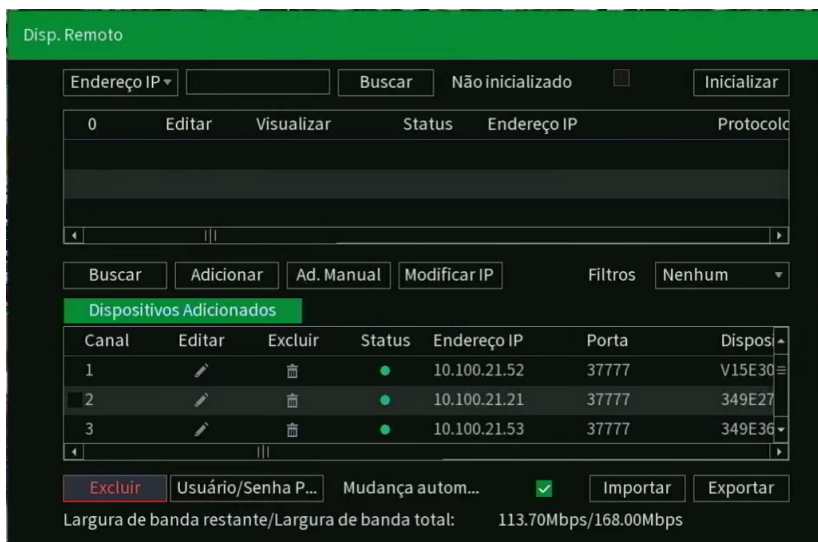 Disp. Remoto
Endereço IP Buscar Não inicializado Inicializar
0 Editar Visualizar Status Endereço IP Protocolo
Buscar Adicionar Ad. Manual Modificar IP Filtros Nenhum
Dispositivos Adicionados
Canal Editar Excluir Status Endereço IP Porta Disposi
1 10.100.21.52 37777 V15E30
2 10.100.21.21 37777 349E27
3 10.100.21.53 37777 349E36
Excluir Usuário/Senha P... Mudança autom... Importar Exportar
Largura de banda restante/Largura de banda total: 113.70Mbps/168.00Mbps